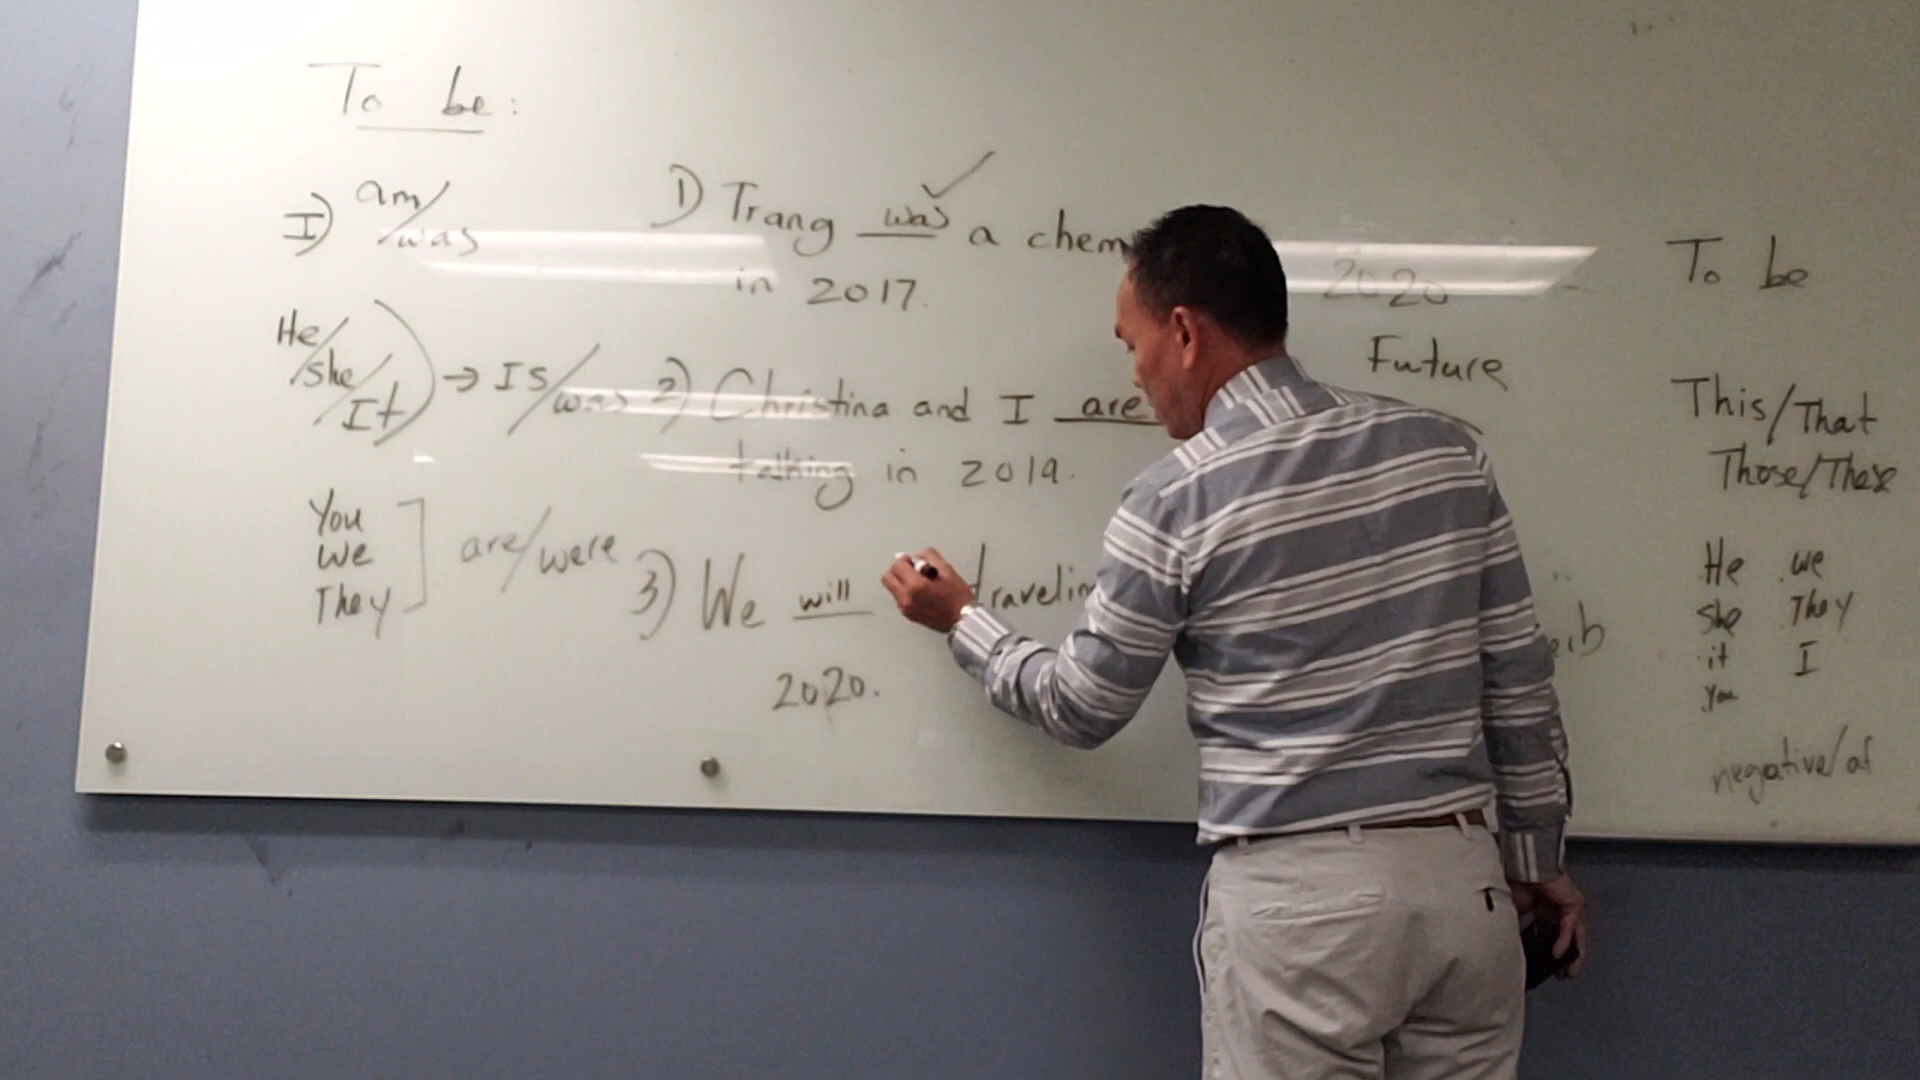 To be:
I) am/was
He/she/It) → Is/was
You
We
They
are/were
1) Trang was ✓ a chem
in 2017.
2) Christina and I are
talking in 2019.
3) We will traveling
2020.
2020
Future
To be
This/That
Those/These
He we
She They
it I
You
negative/af